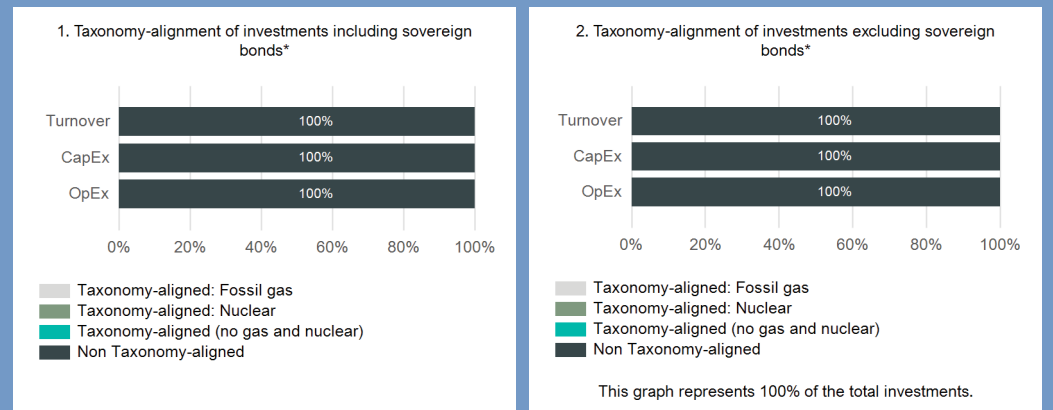 1. Taxonomy-alignment of investments including sovereign
bonds*
Turnover
100%
CapEx
100%
OpEx
100%
0% 20% 40% 60% 80% 100%
Taxonomy-aligned: Fossil gas
Taxonomy-aligned: Nuclear
Taxonomy-aligned (no gas and nuclear)
Non Taxonomy-aligned
2. Taxonomy-alignment of investments excluding sovereign
bonds*
Turnover
100%
CapEx
100%
OpEx
100%
0% 20% 40% 60% 80% 100%
Taxonomy-aligned: Fossil gas
Taxonomy-aligned: Nuclear
Taxonomy-aligned (no gas and nuclear)
Non Taxonomy-aligned
This graph represents 100% of the total investments.